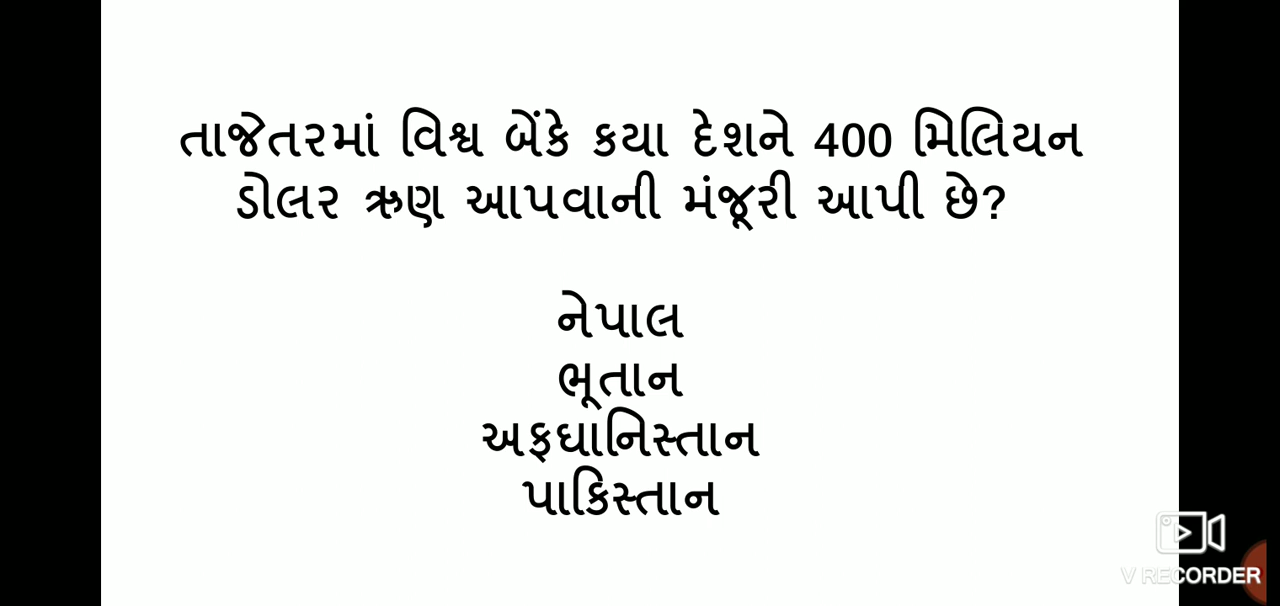 તાજેતરમાં વિશ્વ બેંકે કયા દેશને 400 મિલિયન
ડોલર ઋણ આપવાની મંજૂરી આપી છે?
નેપાલ
ભૂતાન
અફઘાનિસ્તાન
પાકિસ્તાન
V RECORDER